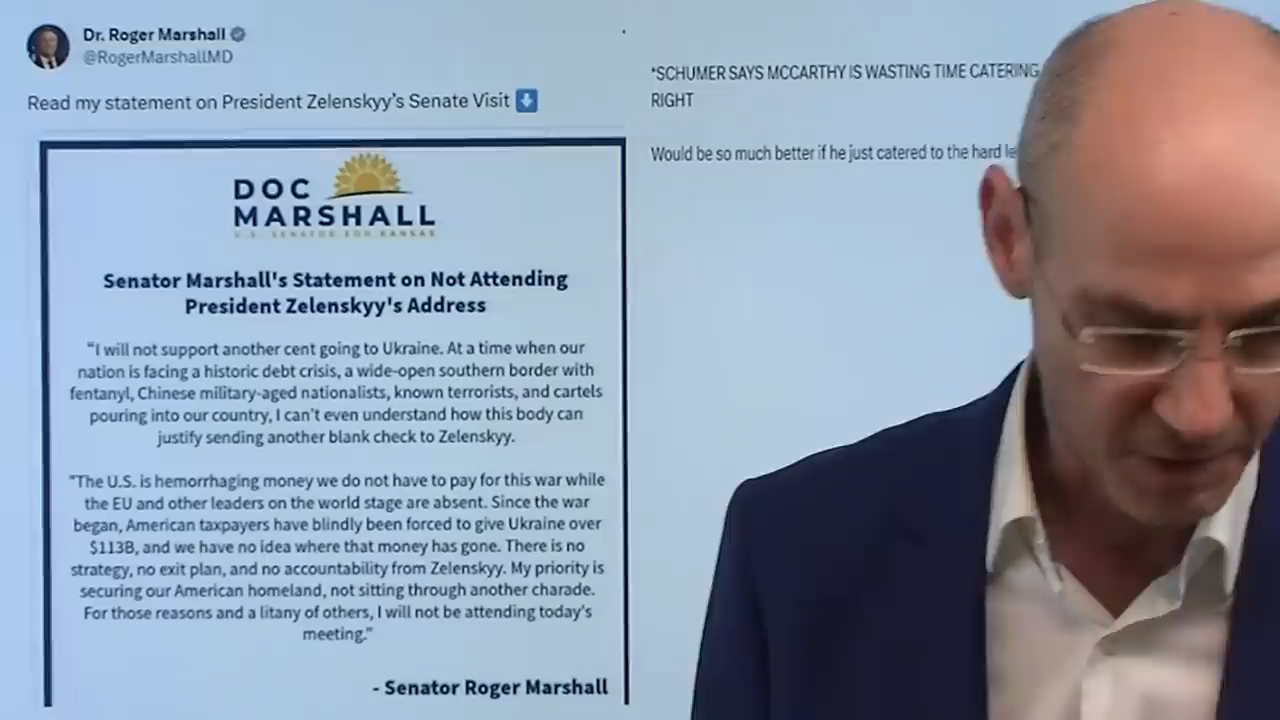 Dr. Roger Marshall
@RogerMarshallMD
Read my statement on President Zelenskyy's Senate Visit
DOC
MARSHALL
U.S. SENATOR FOR KANSAS
Senator Marshall's Statement on Not Attending
President Zelenskyy's Address
"I will not support another cent going to Ukraine. At a time when our
nation is facing a historic debt crisis, a wide-open southern border with
fentanyl, Chinese military-aged nationalists, known terrorists, and cartels
pouring into our country, I can't even understand how this body can
justify sending another blank check to Zelenskyy.
"The U.S. is hemorrhaging money we do not have to pay for this war while
the EU and other leaders on the world stage are absent. Since the war
began, American taxpayers have blindly been forced to give Ukraine over
$113B, and we have no idea where that money has gone. There is no
strategy, no exit plan, and no accountability from Zelenskyy. My priority is
securing our American homeland, not sitting through another charade.
For those reasons and a litany of others, I will not be attending today's
meeting."
- Senator Roger Marshall
*SCHUMER SAYS MCCARTHY IS WASTING TIME CATERING
RIGHT
Would be so much better if he just catered to the hard